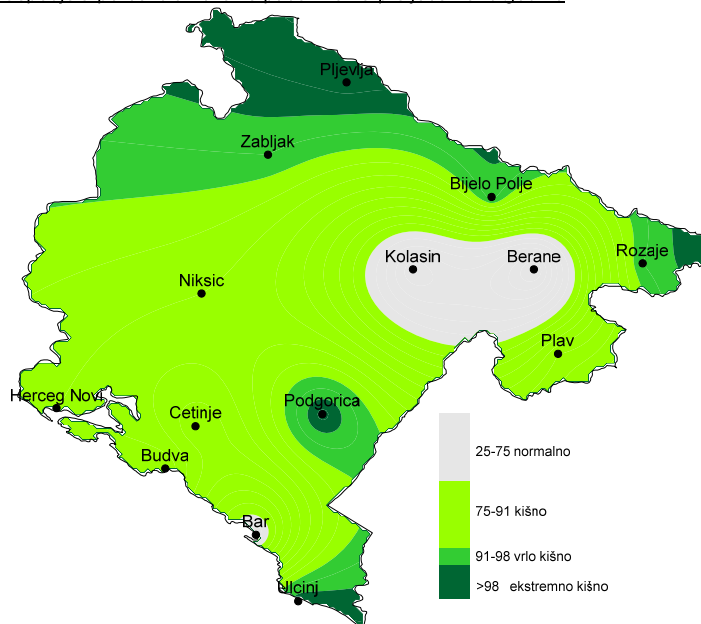 Pljevlja
Zabljak
Bijelo Polje
Kolasin
Berane
Rozaje
Niksic
Plav
Herceg Novi
Podgorica
Cetinje
Budva
Bar
Ulcinj
25-75 normalno
75-91 kišno
91-98 vrlo kišno
>98 ekstremno kišno